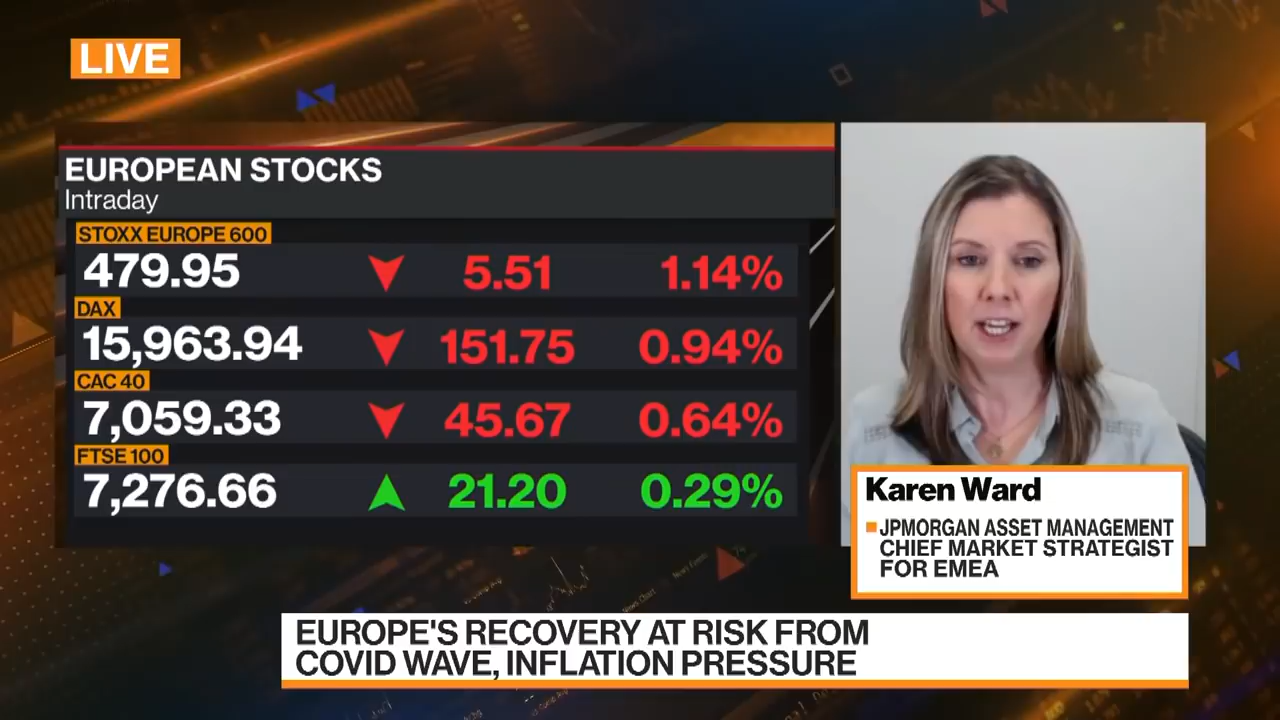 LIVE
EUROPEAN STOCKS
Intraday
STOXX EUROPE 600
479.95 5.51 1.14%
DAX
15,963.94 151.75 0.94%
CAC 40
7,059.33 45.67 0.64%
FTSE 100
7,276.66 21.20 0.29%
Karen Ward
JPMORGAN ASSET MANAGEMENT
CHIEF MARKET STRATEGIST
FOR EMEA
EUROPE'S RECOVERY AT RISK FROM
COVID WAVE, INFLATION PRESSURE